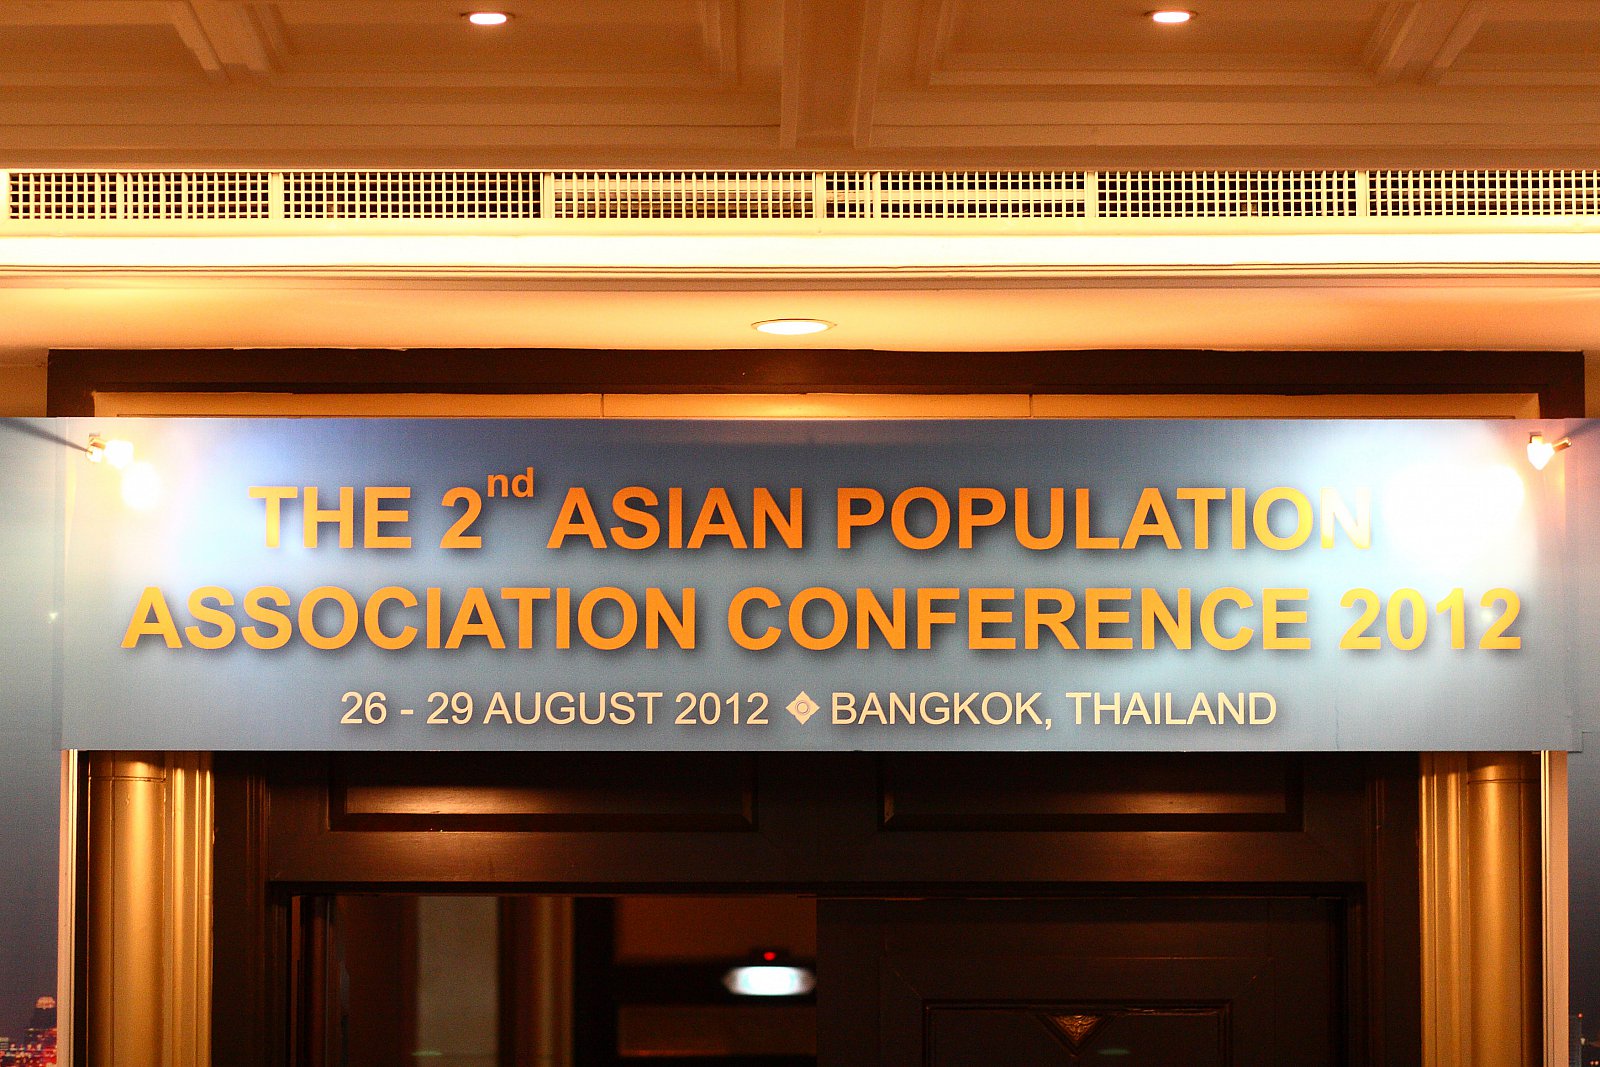 THE 2nd ASIAN POPULATION
ASSOCIATION CONFERENCE 2012
26 - 29 AUGUST 2012 BANGKOK, THAILAND